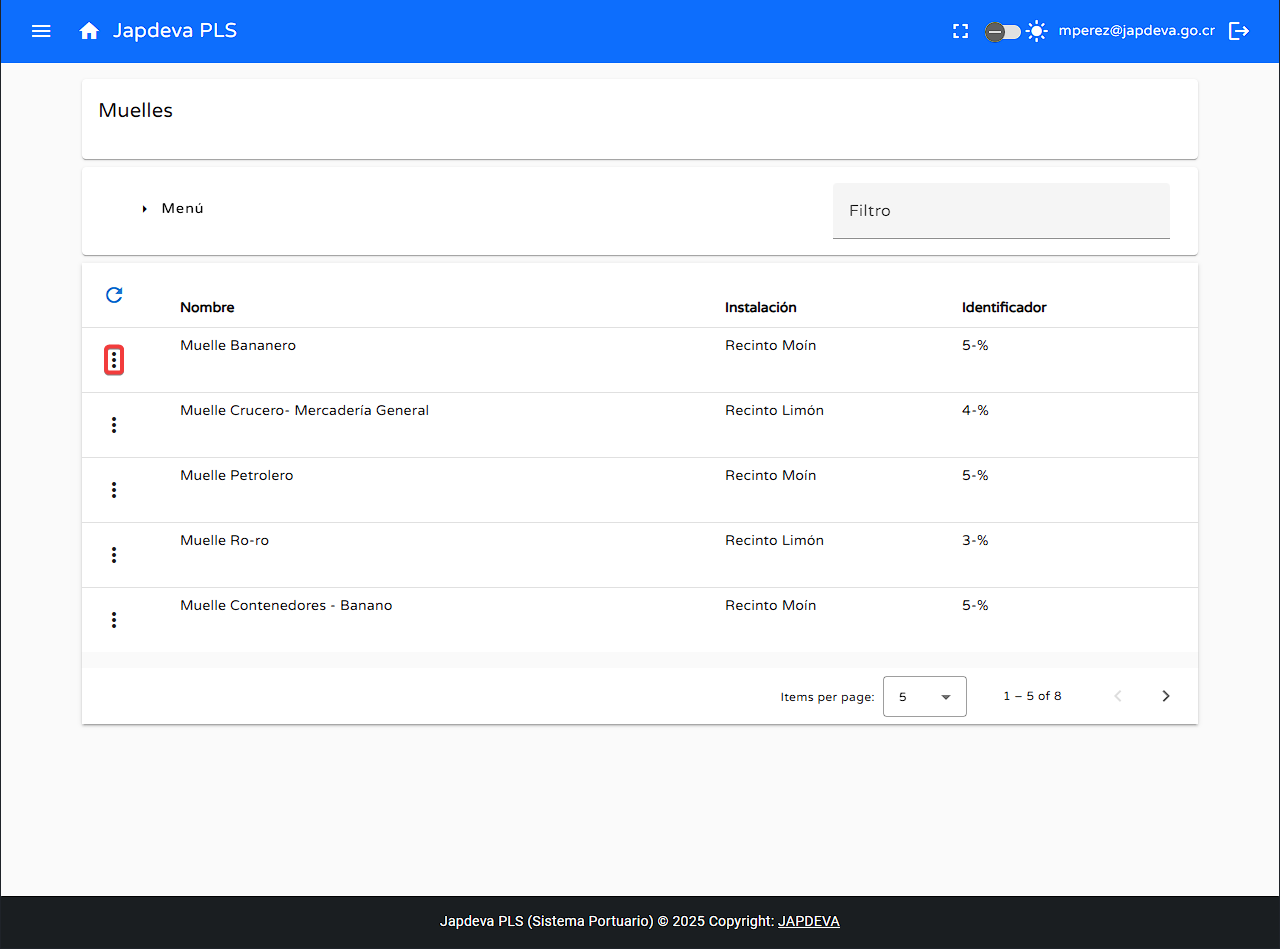 Japdeva PLS
mperez@japdeva.go.cr
Muelles
Menú
Filtro
Nombre Instalación Identificador
Muelle Bananero Recinto Moín 5-%
Muelle Crucero- Mercadería General Recinto Limón 4-%
Muelle Petrolero Recinto Moín 5-%
Muelle Ro-ro Recinto Limón 3-%
Muelle Contenedores - Banano Recinto Moín 5-%
Items per page: 5 1 – 5 of 8
Japdeva PLS (Sistema Portuario) © 2025 Copyright: JAPDEVA